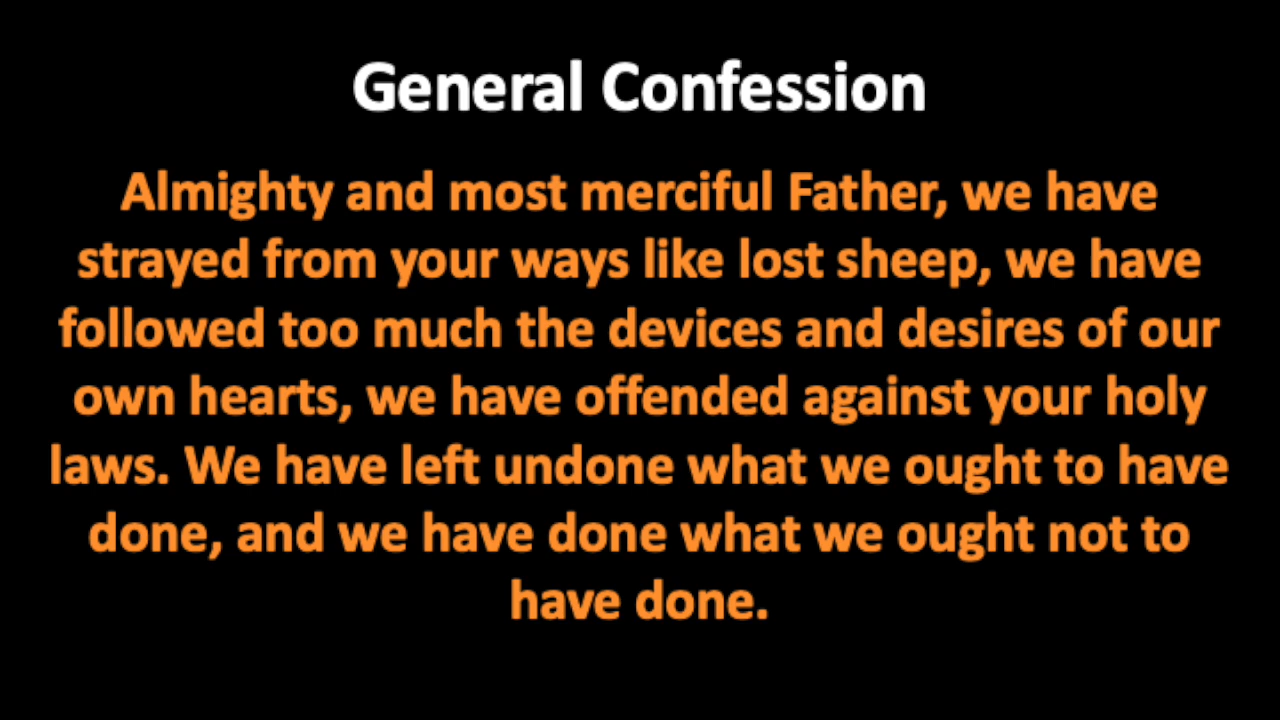 General Confession
Almighty and most merciful Father, we have
strayed from your ways like lost sheep, we have
followed too much the devices and desires of our
own hearts, we have offended against your holy
laws. We have left undone what we ought to have
done, and we have done what we ought not to
have done.